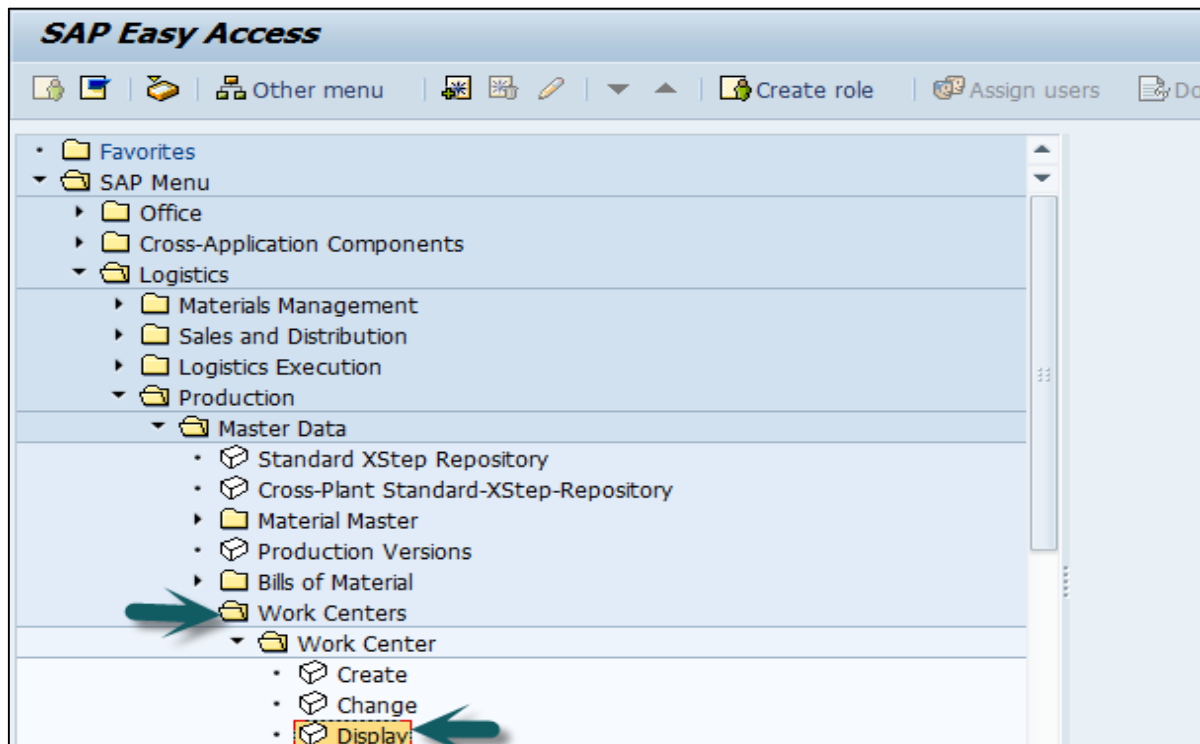 SAP Easy Access
Other menu Create role Assign users Do
Favorites
SAP Menu
Office
Cross-Application Components
Logistics
Materials Management
Sales and Distribution
Logistics Execution
Production
Master Data
Standard XStep Repository
Cross-Plant Standard-XStep-Repository
Material Master
Production Versions
Bills of Material
Work Centers
Work Center
Create
Change
Display